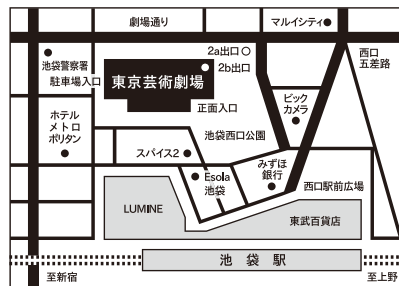 劇場通り
マルイシティ
2a出口
西口
五差路
池袋警察署
駐車場入口
東京芸術劇場
2b出口
正面入口
ビック
カメラ
ホテル
メトロ
ポリタン
池袋西口公園
スパイス2
みずほ
銀行
Esola
池袋
西口駅前広場
LUMINE
東武百貨店
池袋駅
至新宿
至上野